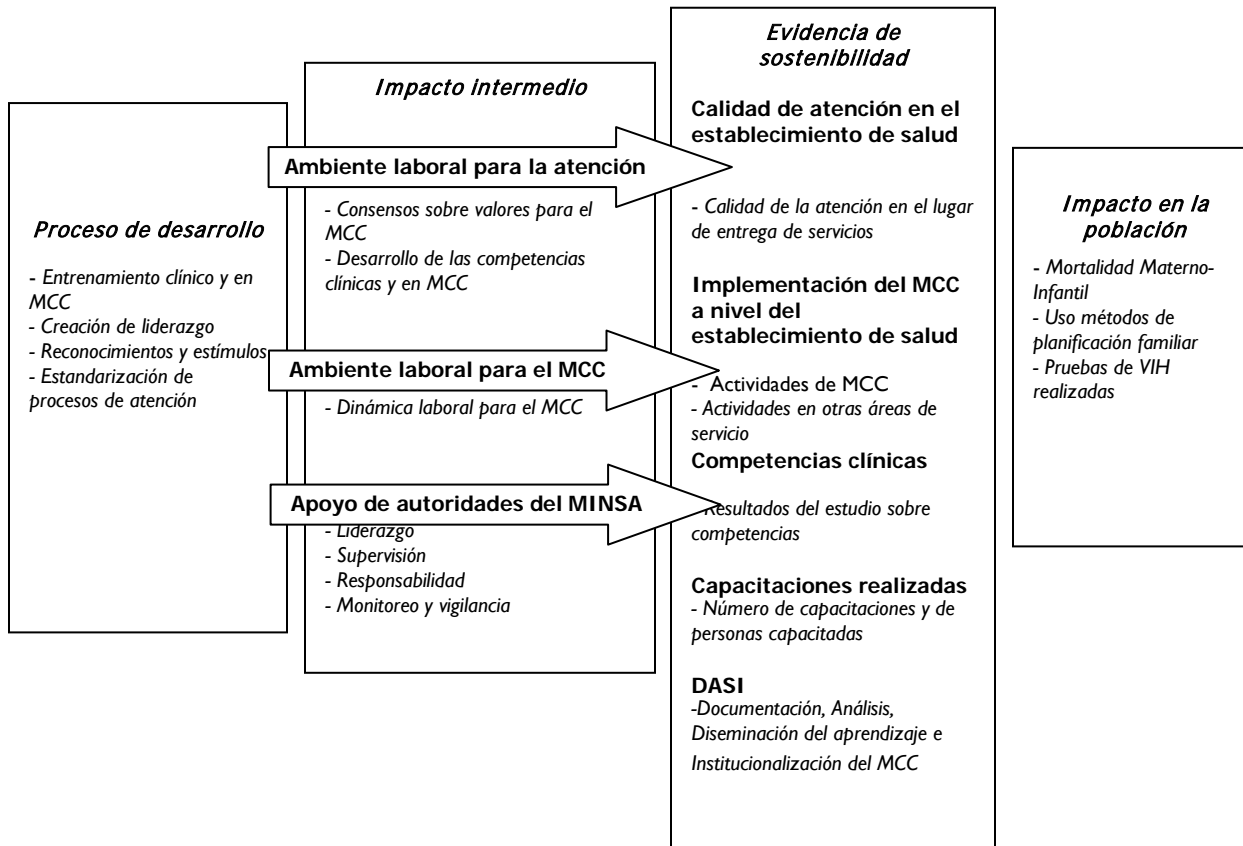 Proceso de desarrollo
- Entrenamiento clínico y en
MCC
- Creación de liderazgo
- Reconocimientos y estímulos
- Estandarización de
procesos de atención
Impacto intermedio
Ambiente laboral para la atención
- Consensos sobre valores para el
MCC
- Desarrollo de las competencias
clínicas y en MCC
Ambiente laboral para el MCC
- Dinámica laboral para el MCC
Apoyo de autoridades del MINSA
- Liderazgo
- Supervisión
- Responsabilidad
- Monitoreo y vigilancia
Evidencia de
sostenibilidad
Calidad de atención en el
establecimiento de salud
- Calidad de la atención en el lugar
de entrega de servicios
Implementación del MCC
a nivel del
establecimiento de salud
- Actividades de MCC
- Actividades en otras áreas de
servicio
Competencias clínicas
- Resultados del estudio sobre
competencias
Capacitaciones realizadas
- Número de capacitaciones y de
personas capacitadas
DASI
-Documentación, Análisis,
Diseminación del aprendizaje e
Institucionalización del MCC
Impacto en la
población
- Mortalidad Materno-
Infantil
- Uso métodos de
planificación familiar
- Pruebas de VIH
realizadas